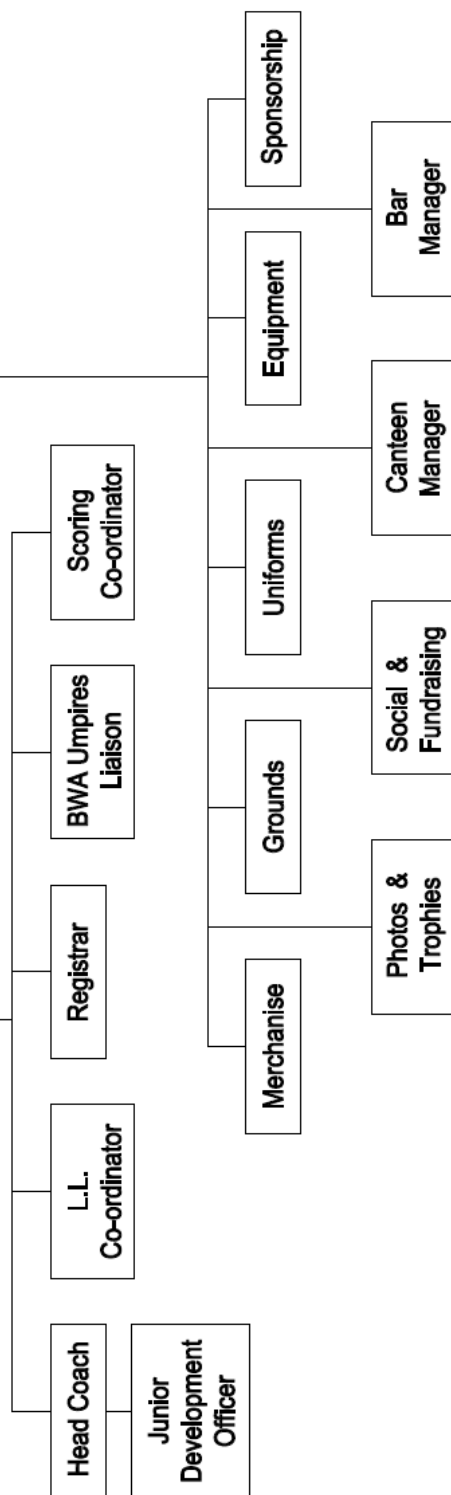 Head Coach
L.L.
Co-ordinator
Registrar
BWA Umpires
Liaison
Scoring
Co-ordinator
Junior
Development
Officer
Merchanise
Grounds
Uniforms
Equipment
Sponsorship
Photos &
Trophies
Social &
Fundraising
Canteen
Manager
Bar
Manager